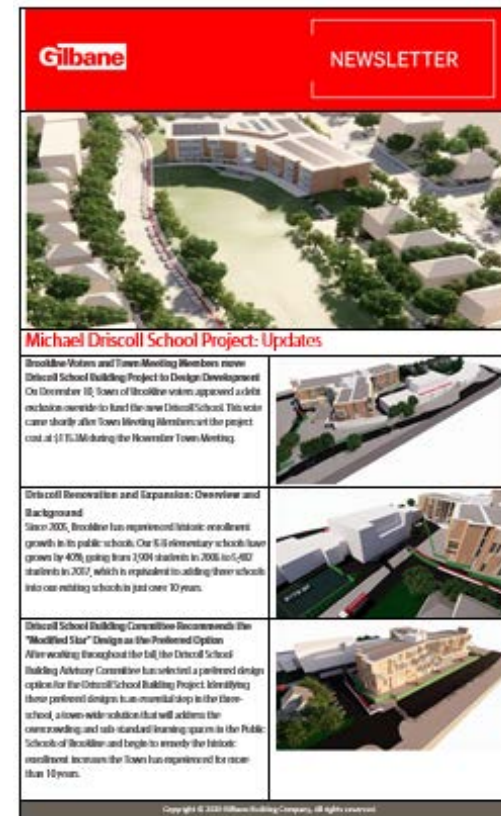 Gilbane
NEWSLETTER
Michael Driscoll School Project: Updates
Brookline Voters and Town Meeting Members move
Driscoll School Building Project to Design Development
On December 10, Town of Brookline voters approved a debt
exclusion override to fund the new Driscoll School. This vote
came shortly after Town Meeting Members set the project
cost at during the November Town Meeting.
Driscoll Renovation and Expansion: Overview and
Background
Since 2005, Brookline has experienced historic enrollment
growth in its public schools. Our K-8 elementary schools have
grown by 40%, going from 3,904 students in 2006 to
students in 2017, which is equivalent to adding three schools
into our existing schools in just over 10 years.
Driscoll School Building Committee Recommends the
"Modified Star" Design as the Preferred Option
After working throughout the fall, the Driscoll School
Building Advisory Committee has selected a preferred design
option for the Driscoll School Building Project. Identifying
these preferred designs is an essential step in the three-
school, a town-wide solution that will address the
overcrowding and sub-standard learning spaces in the Public
Schools of Brookline and begin to remedy the historic
enrollment increases the Town has experienced for more
than 10 years.
Copyright © Gilbane Building Company, All rights reserved